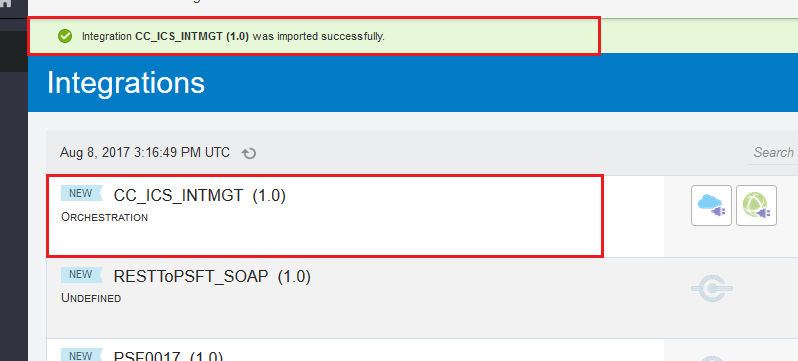 Integration CC_ICS_INTMGT (1.0) was imported successfully.
Integrations
Aug 8, 2017 3:16:49 PM UTC
Search
NEW CC_ICS_INTMGT (1.0)
ORCHESTRATION
NEW RESTToPSFT_SOAP (1.0)
UNDEFINED
NEW PSF0017 (1.0)